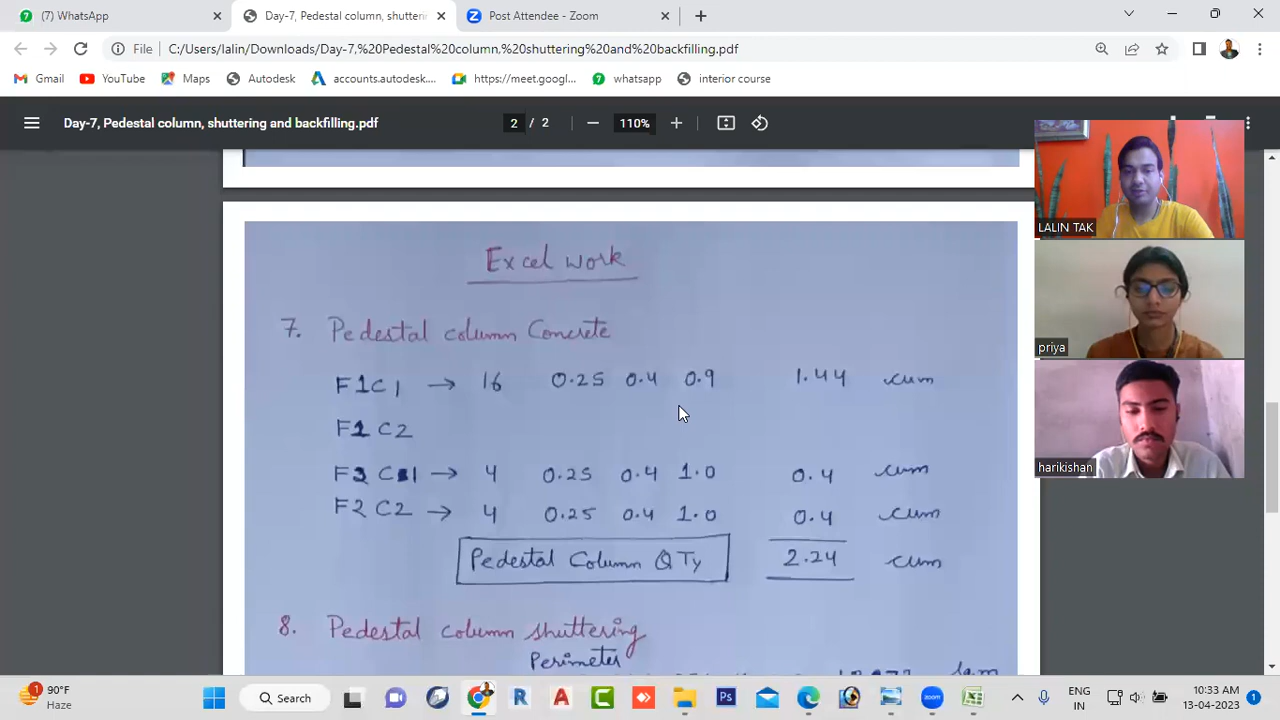 (7) WhatsApp
Day-7, Pedestal column, shuttern
Post Attendee - Zoom
File C:/Users/lalin/Downloads/Day-7,%20Pedestal%20column,%20shuttering%20and%20backfilling.pdf
Gmail YouTube Maps Autodesk accounts.autodesk.... https://meet.googl... whatsapp interior course
Day-7, Pedestal column, shuttering and backfilling.pdf 2 / 2 110%
LALIN TAK
priya
harikishan
Excel work
7. Pedestal column Concrete
F1C1 → 16 0.25 0.4 0.9 1.44 cum
F1 C2
F2 C1 → 4 0.25 0.4 1.0 0.4 cum
F2 C2 → 4 0.25 0.4 1.0 0.4 cum
Pedestal Column QTy 2.24 cum
8. Pedestal column shuttering
Perimeter
1 90°F Haze
Search
ENG IN
10:33 AM
13-04-2023